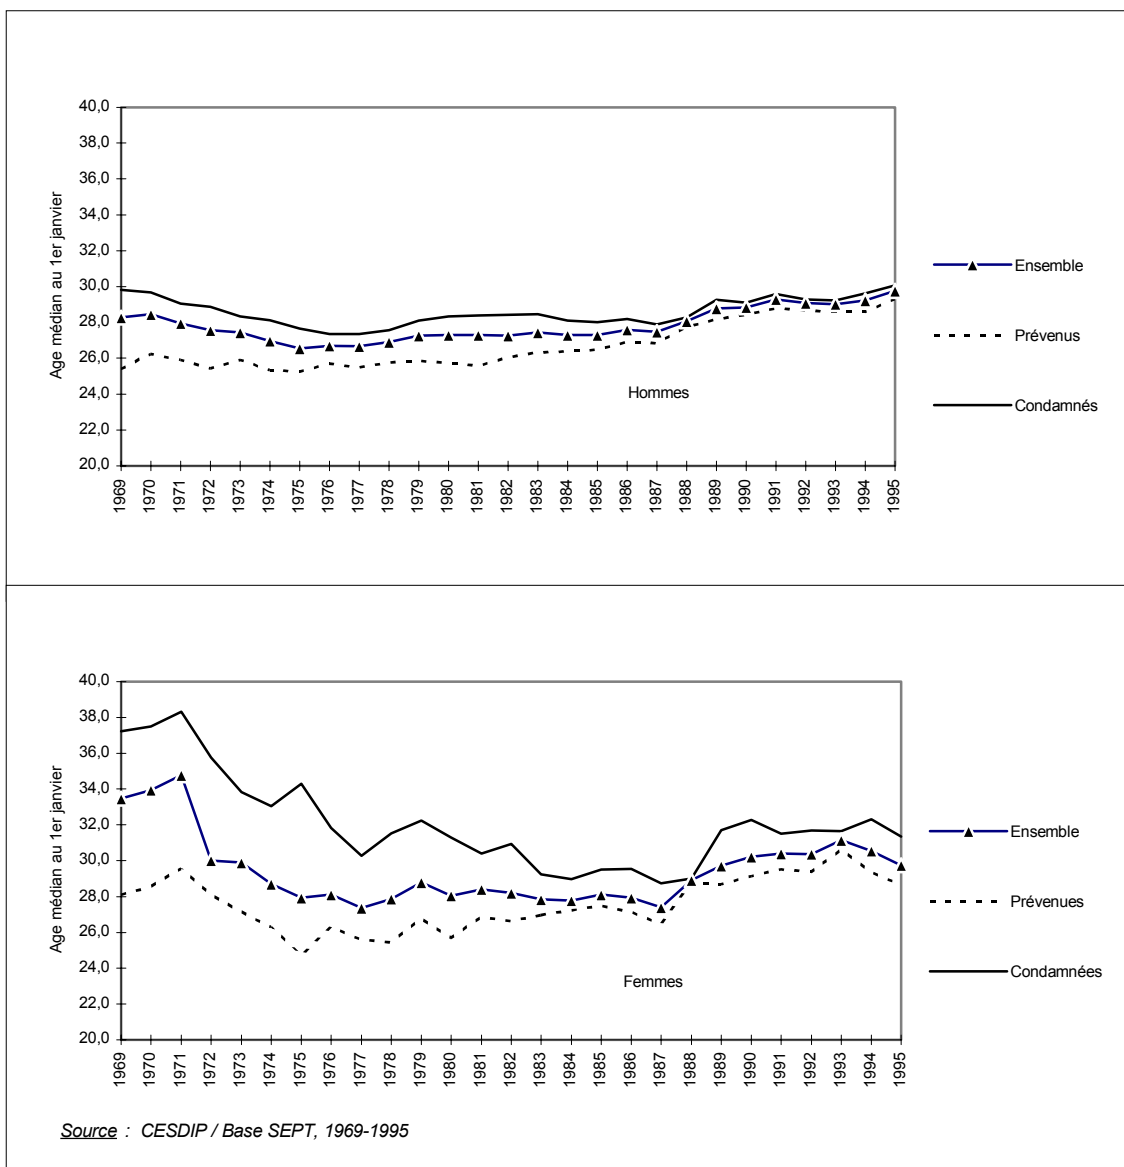 40,0
38,0
36,0
34,0
32,0
30,0
28,0
26,0
24,0
22,0
20,0
Age médian au 1er janvier
Hommes
1969 1970 1971 1972 1973 1974 1975 1976 1977 1978 1979 1980 1981 1982 1983 1984 1985 1986 1987 1988 1989 1990 1991 1992 1993 1994 1995
Ensemble
Prévenus
Condamnés
40,0
38,0
36,0
34,0
32,0
30,0
28,0
26,0
24,0
22,0
20,0
Age médian au 1er janvier
Femmes
1969 1970 1971 1972 1973 1974 1975 1976 1977 1978 1979 1980 1981 1982 1983 1984 1985 1986 1987 1988 1989 1990 1991 1992 1993 1994 1995
Ensemble
Prévenues
Condamnées
Source : CESDIP / Base SEPT, 1969-1995